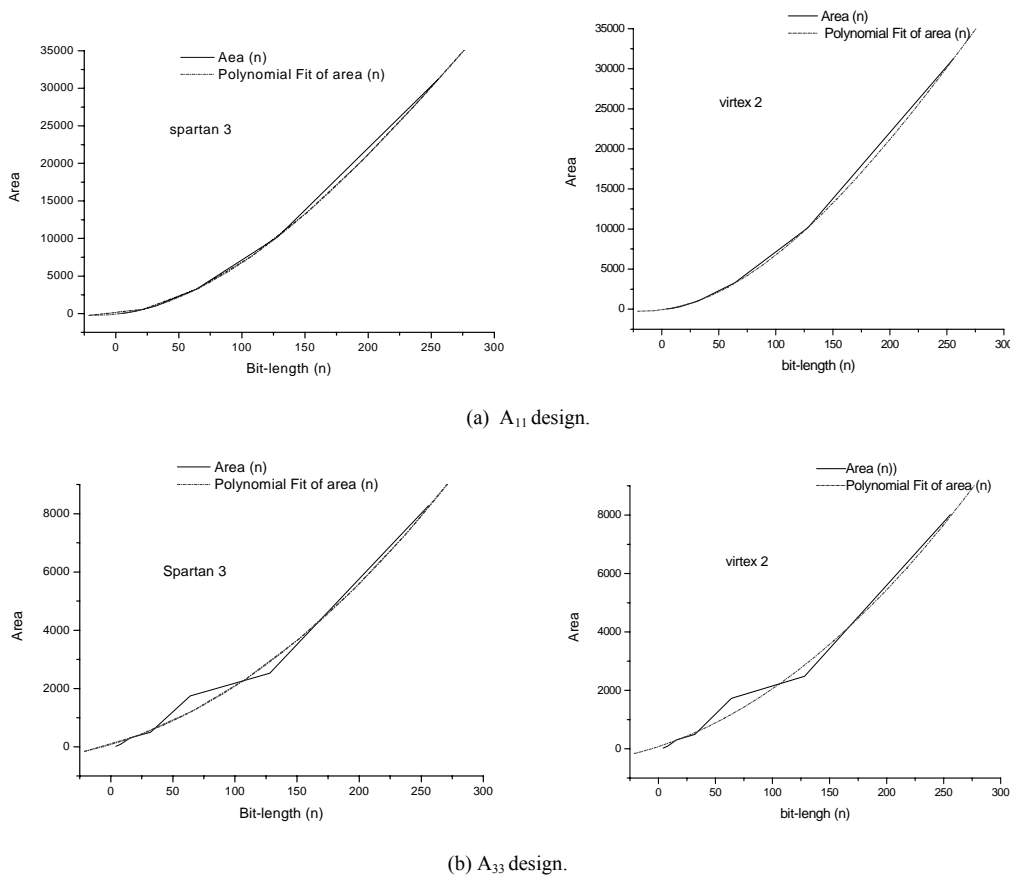 Aea (n)
Polynomial Fit of area (n)
spartan 3
35000
30000
25000
20000
15000
10000
5000
0
Area
0 50 100 150 200 250 300
Bit-length (n)
Area (n)
Polynomial Fit of area (n)
virtex 2
35000
30000
25000
20000
15000
10000
5000
0
Area
0 50 100 150 200 250 300
bit-length (n)
(a) A₁₁ design.
Area (n)
Polynomial Fit of area (n)
Spartan 3
8000
6000
4000
2000
0
Area
0 50 100 150 200 250 300
Bit-length (n)
Area (n))
Polynomial Fit of area (n)
virtex 2
8000
6000
4000
2000
0
Area
0 50 100 150 200 250 300
bit-length (n)
(b) A₃₃ design.